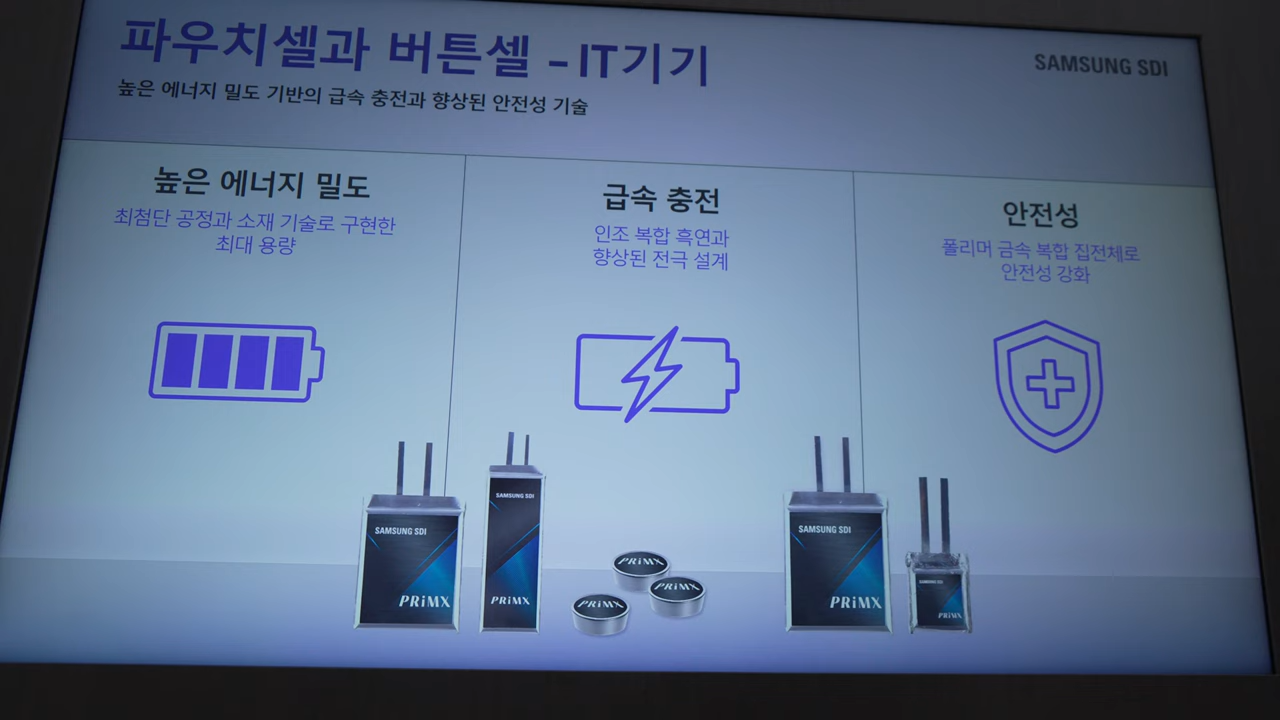 파우치셀과 버튼셀 -IT기기
SAMSUNG SDI
높은 에너지 밀도 기반의 급속 충전과 향상된 안전성 기술
높은 에너지 밀도
최첨단 공정과 소재 기술로 구현한
최대 용량
급속 충전
인조 복합 흑연과
향상된 전극 설계
안전성
폴리머 금속 복합 집전체로
안전성 강화
SAMSUNG SDI
PRiMX
SAMSUNG SDI
PRiMX
PRiMX
PRiMX
PRiMX
SAMSUNG SDI
PRiMX
SAMSUNG SDI
PRiMX